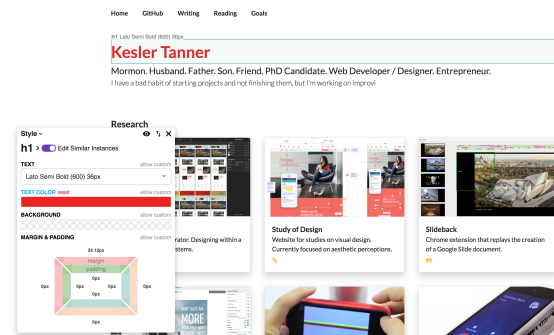 Home GitHub Writing Reading Goals
h1 Lato Semi Bold (600) 36px
Kesler Tanner
Mormon. Husband. Father. Son. Friend. PhD Candidate. Web Developer / Designer. Entrepreneur.
I have a bad habit of starting projects and not finishing them, but I'm working on improvi
Research
Style
h1 > Edit Similar Instances
TEXT allow custom
Lato Semi Bold (600) 36px
TEXT COLOR reset allow custom
BACKGROUND allow custom
MARGIN & PADDING allow custom
24.12px
margin
padding
0px
0px 0px 0px 0px
0px
0px
rator. Designing within a
stems.
Study of Design
Website for studies on visual design.
Currently focused on aesthetic perceptions.
Slideback
Chrome extension that replays the creation
of a Google Slide document.
MORE